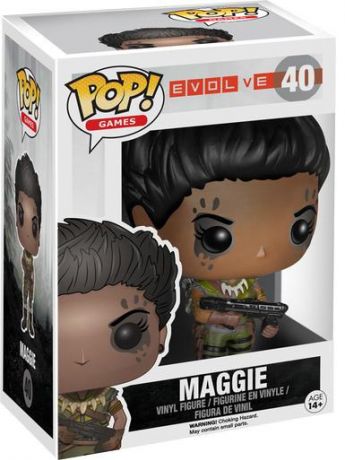 POP!
GAMES
EVOLVE 40
MAGGIE
40
MAGGIE
VINYL FIGURE / FIGURINE EN VINYLE /
FIGURA DE VINIL
WARNING! Choking Hazard.
May contain small parts.
AGE
14+